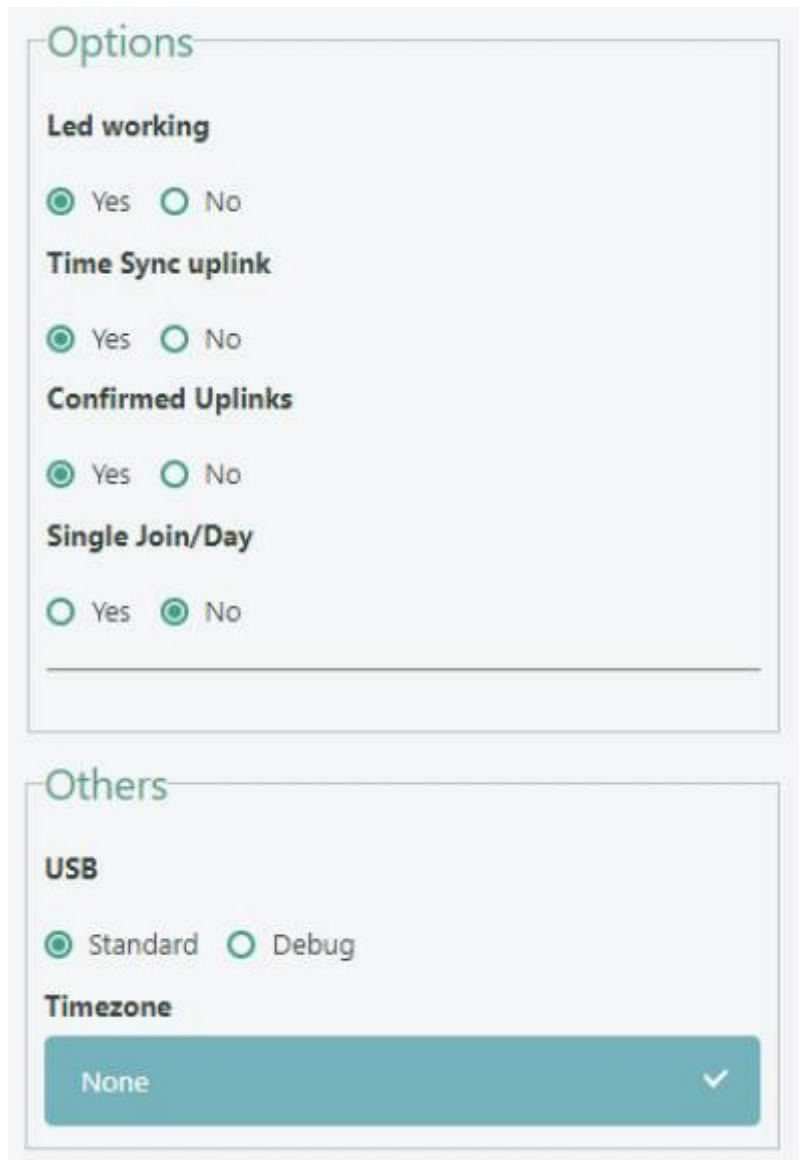 Options
Led working
Yes No
Time Sync uplink
Yes No
Confirmed Uplinks
Yes No
Single Join/Day
Yes No
Others
USB
Standard Debug
Timezone
None